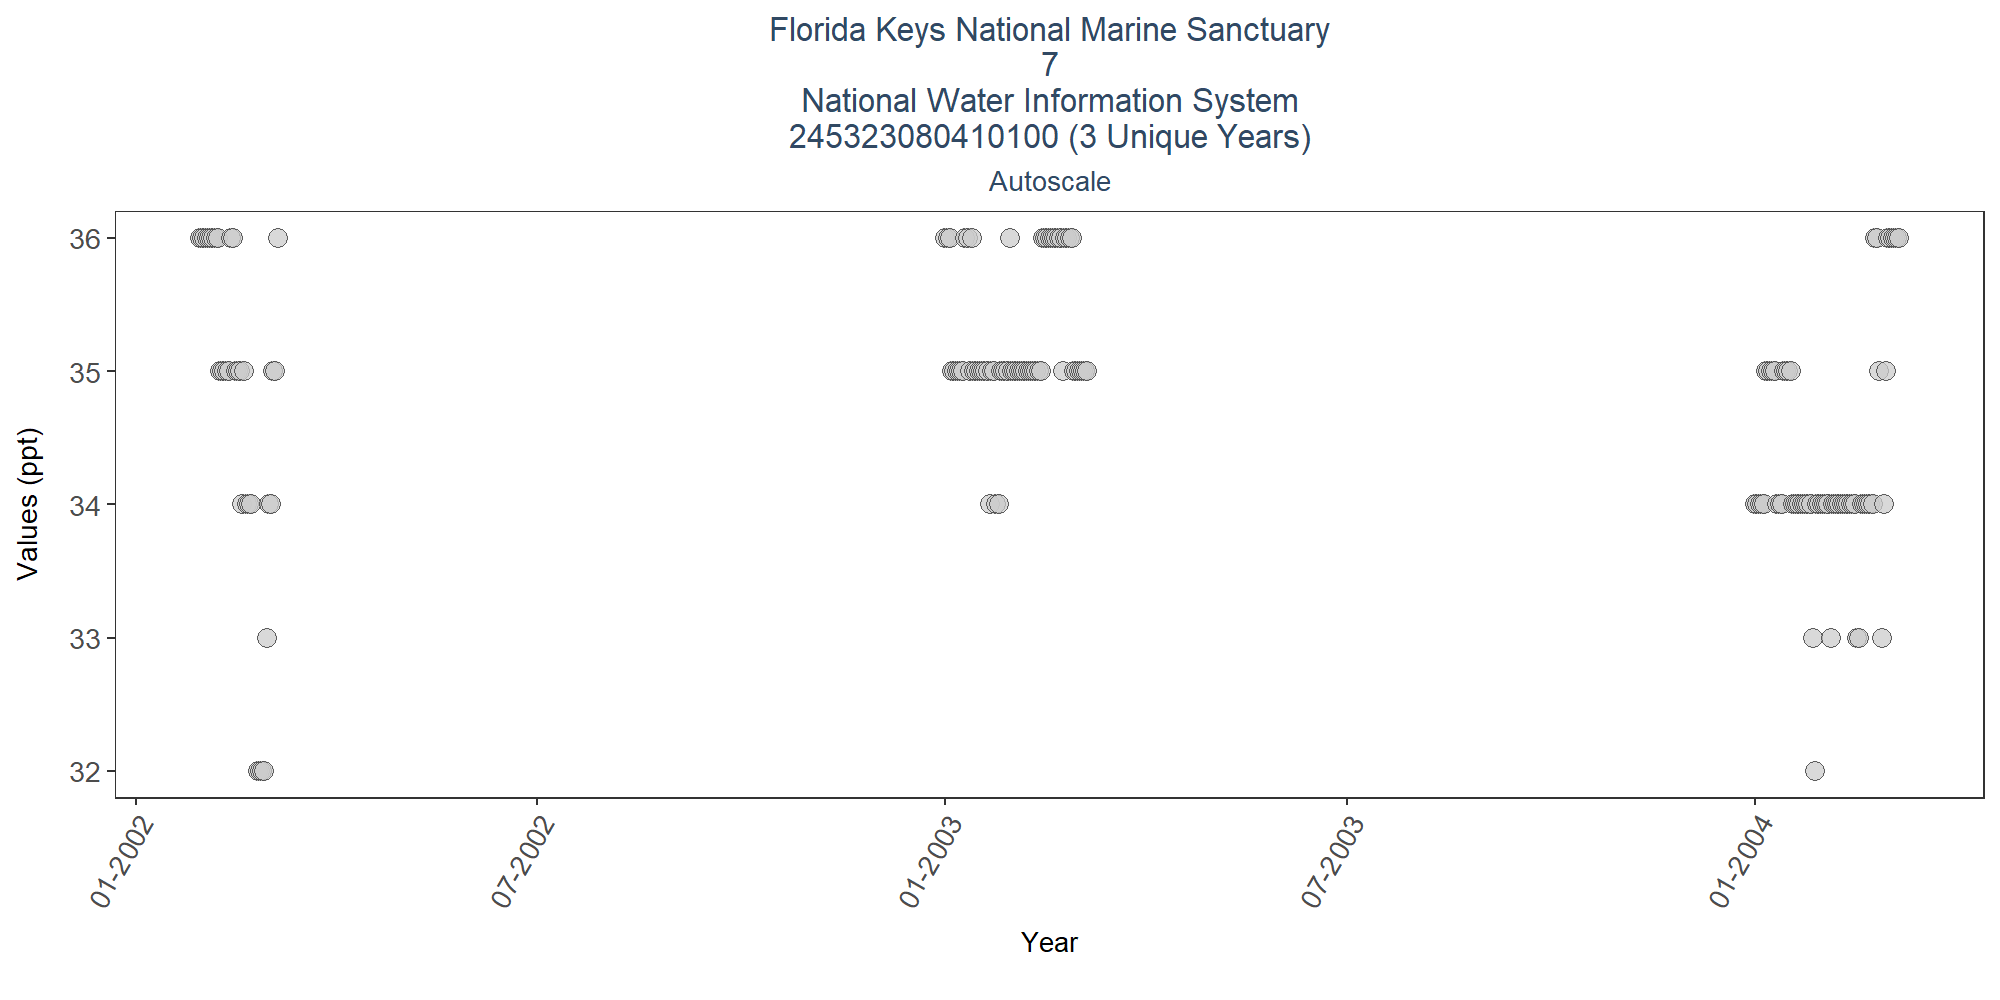 Florida Keys National Marine Sanctuary
7
National Water Information System
245323080410100 (3 Unique Years)
Autoscale
36
35
34
33
32
Values (ppt)
01-2002
07-2002
01-2003
07-2003
01-2004
Year